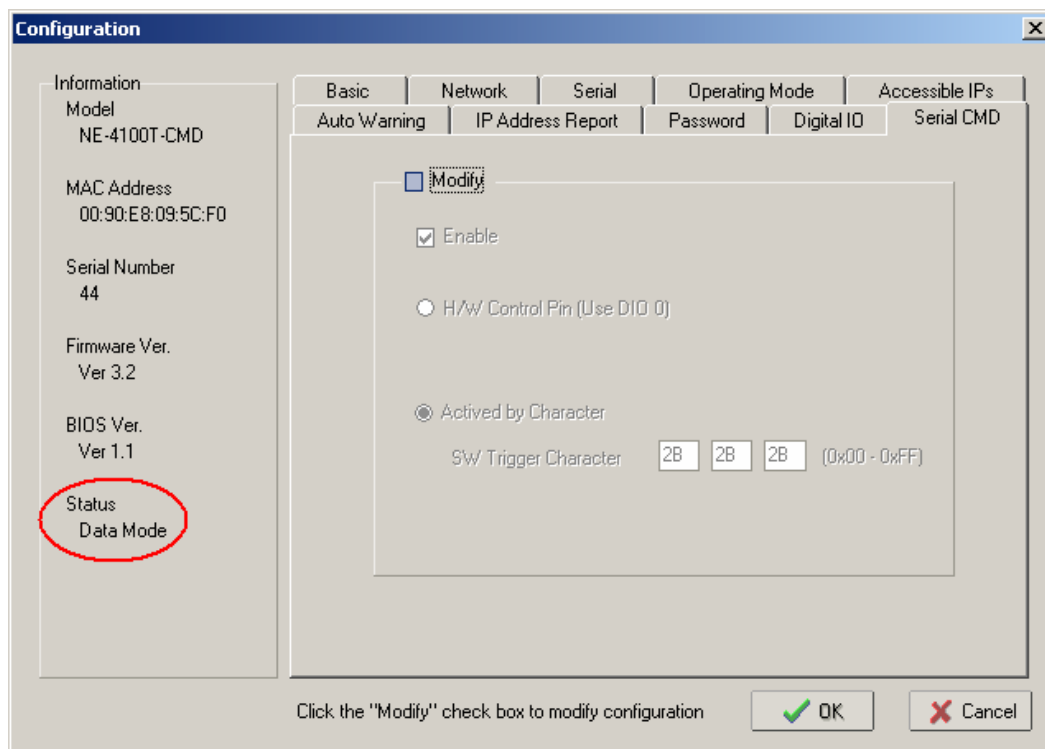 Configuration
Information
Model
NE-4100T-CMD
MAC Address
00:90:E8:09:5C:F0
Serial Number
44
Firmware Ver.
Ver 3.2
BIOS Ver.
Ver 1.1
Status
Data Mode
Basic Network Serial Operating Mode Accessible IPs
Auto Warning IP Address Report Password Digital IO Serial CMD
Modify
Enable
H/W Control Pin (Use DIO 0)
Actived by Character
SW Trigger Character 2B 2B 2B (0x00 - 0xFF)
Click the "Modify" check box to modify configuration OK Cancel